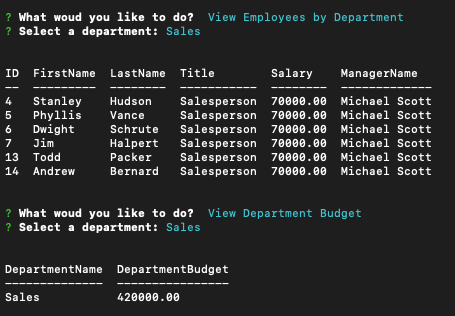 ? What woud you like to do? View Employees by Department
? Select a department: Sales
ID FirstName LastName Title Salary ManagerName
-- --------- -------- ----------- -------- -------------
4 Stanley Hudson Salesperson 70000.00 Michael Scott
5 Phyllis Vance Salesperson 70000.00 Michael Scott
6 Dwight Schrute Salesperson 70000.00 Michael Scott
7 Jim Halpert Salesperson 70000.00 Michael Scott
13 Todd Packer Salesperson 70000.00 Michael Scott
14 Andrew Bernard Salesperson 70000.00 Michael Scott
? What woud you like to do? View Department Budget
? Select a department: Sales
DepartmentName DepartmentBudget
-------------- ----------------
Sales 420000.00